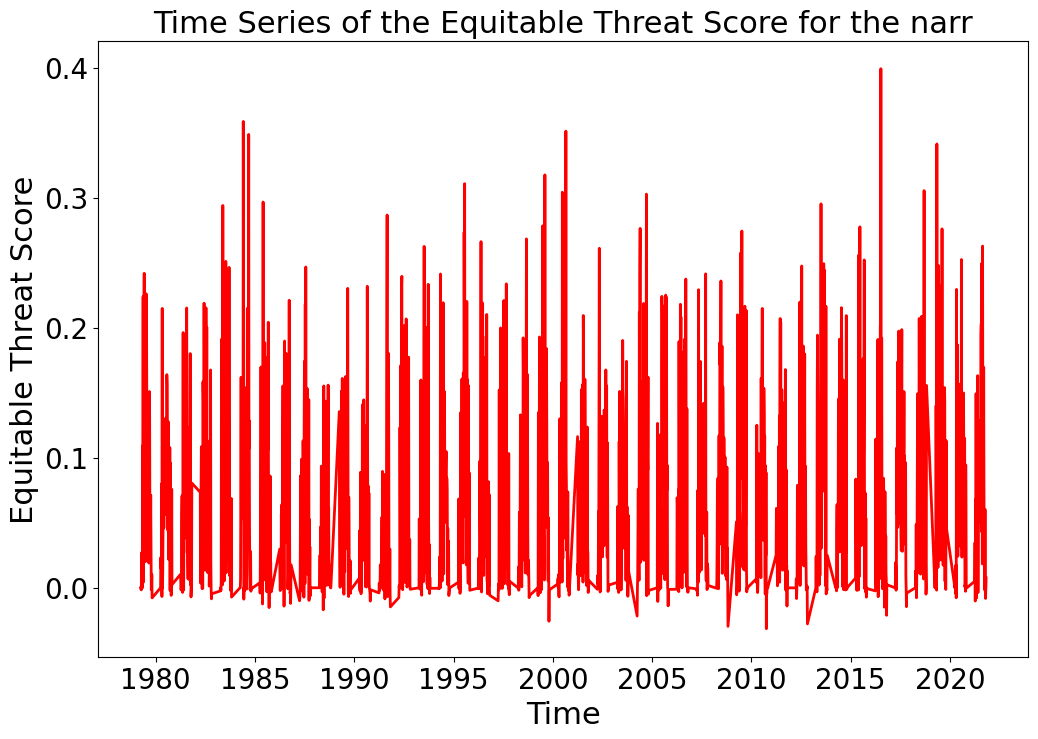 Time Series of the Equitable Threat Score for the narr
Equitable Threat Score
0.4
0.3
0.2
0.1
0.0
1980 1985 1990 1995 2000 2005 2010 2015 2020
Time